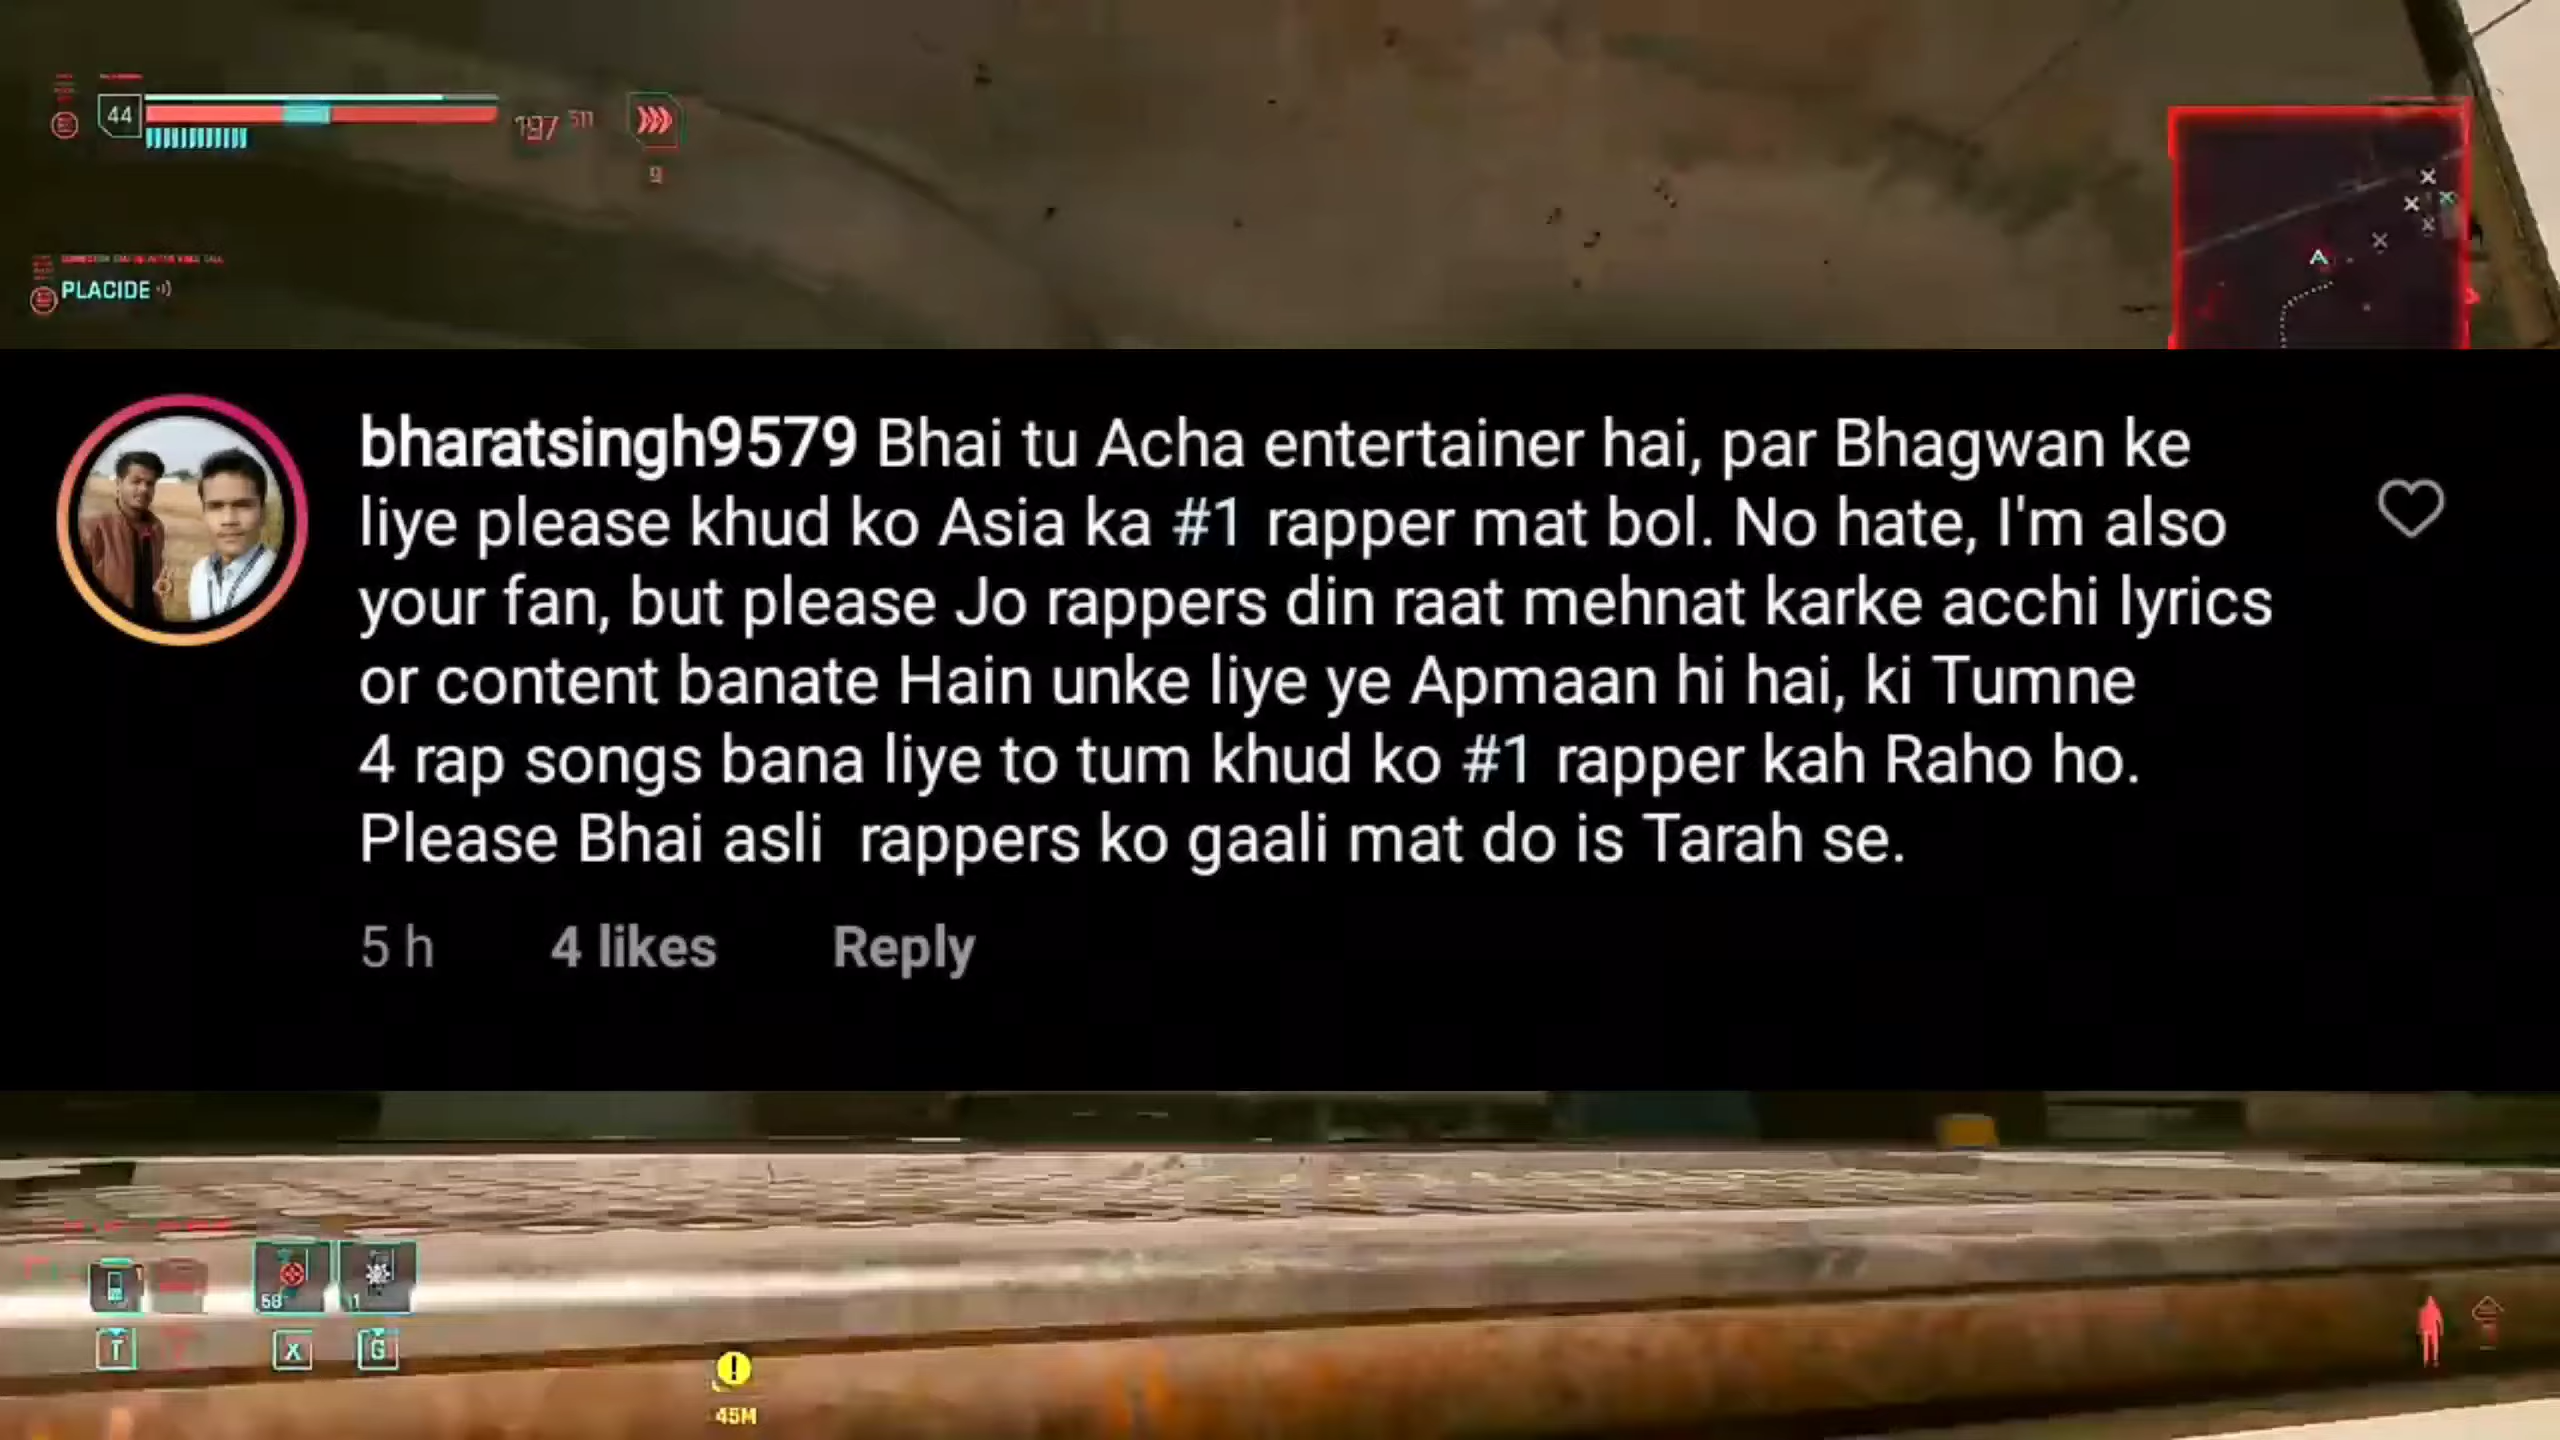 44
197 511
9
PLACIDE
bharatsingh9579 Bhai tu Acha entertainer hai, par Bhagwan ke
liye please khud ko Asia ka #1 rapper mat bol. No hate, I'm also
your fan, but please Jo rappers din raat mehnat karke acchi lyrics
or content banate Hain unke liye ye Apmaan hi hai, ki Tumne
4 rap songs bana liye to tum khud ko #1 rapper kah Raho ho.
Please Bhai asli  rappers ko gaali mat do is Tarah se.
5 h 4 likes Reply
58 1
T X G
45M